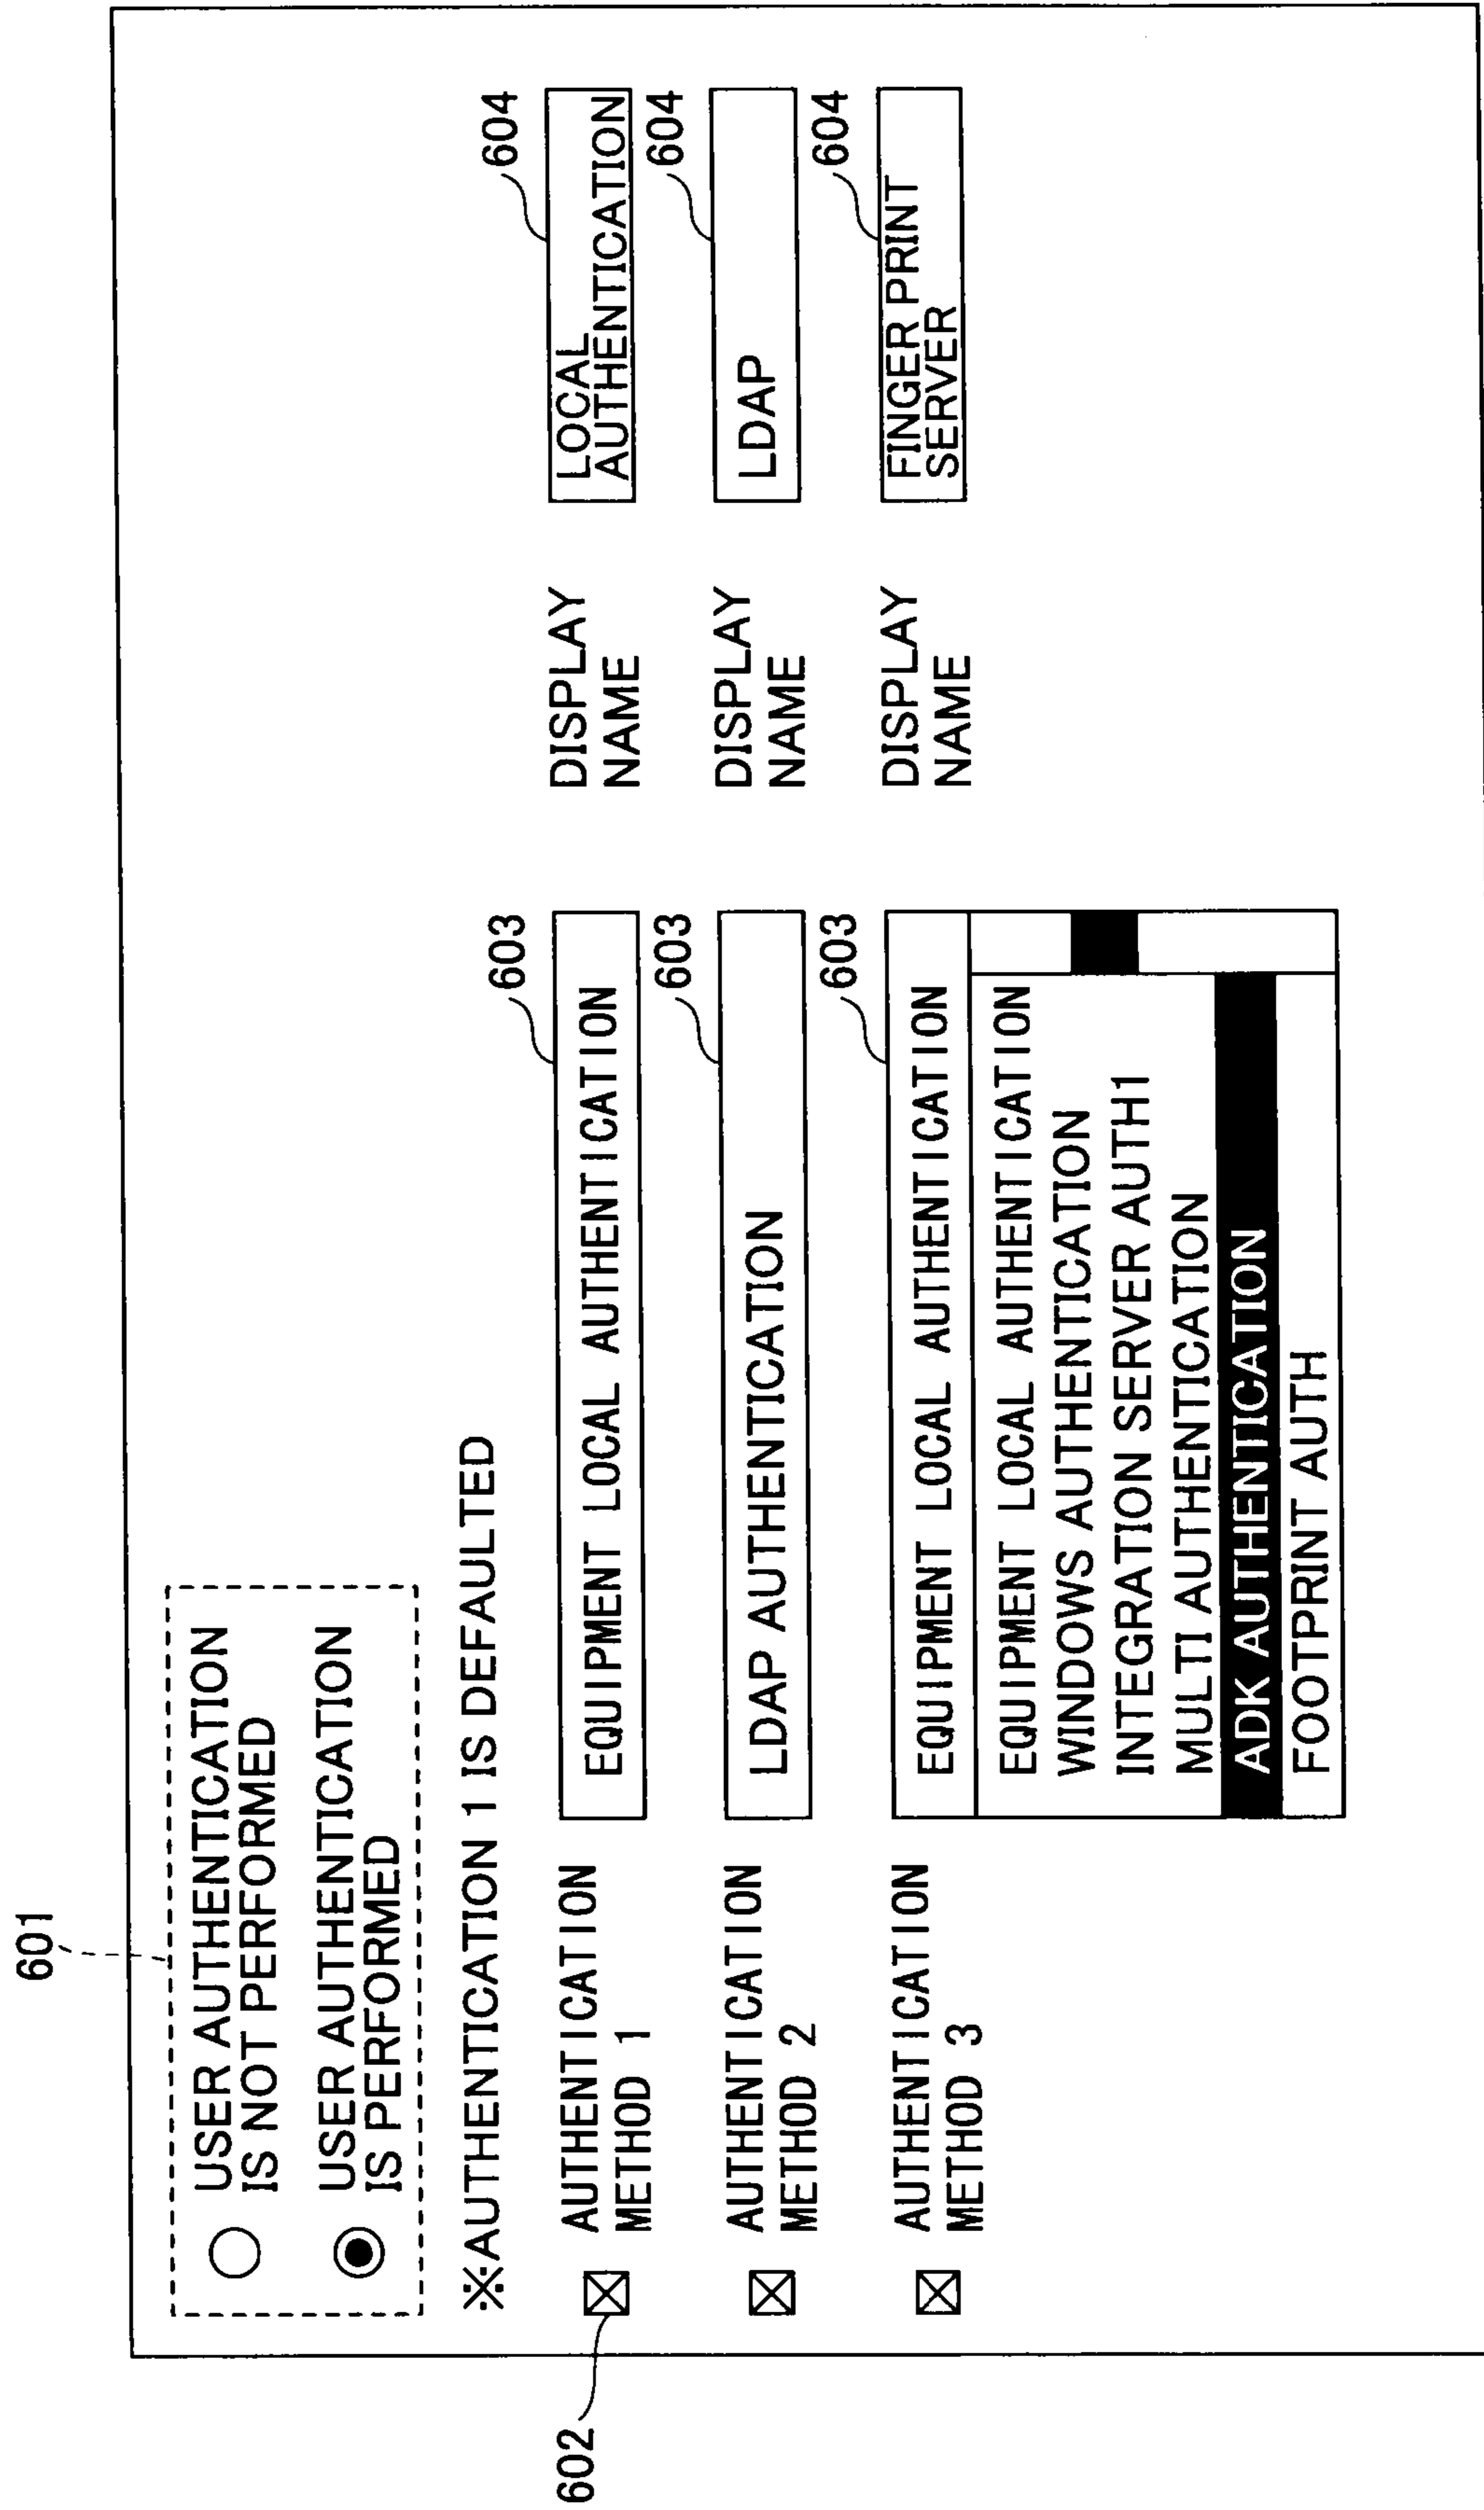 601
USER AUTHENTICATION
IS NOT PERFORMED
USER AUTHENTICATION
IS PERFORMED
※AUTHENTICATION 1 IS DEFAULTED
602
603
604
AUTHENTICATION
METHOD 1
EQUIPMENT LOCAL AUTHENTICATION
DISPLAY
NAME
LOCAL
AUTHENTICATION
603
604
AUTHENTICATION
METHOD 2
LDAP AUTHENTICATION
DISPLAY
NAME
LDAP
603
604
AUTHENTICATION
METHOD 3
EQUIPMENT LOCAL AUTHENTICATION
DISPLAY
NAME
FINGERPRINT
SERVER
EQUIPMENT LOCAL AUTHENTICATION
WINDOWS AUTHENTICATION
INTEGRATION SERVER AUTH1
MULTI AUTHENTICATION
ADK AUTHENTICATION
FOOTPRINT AUTH